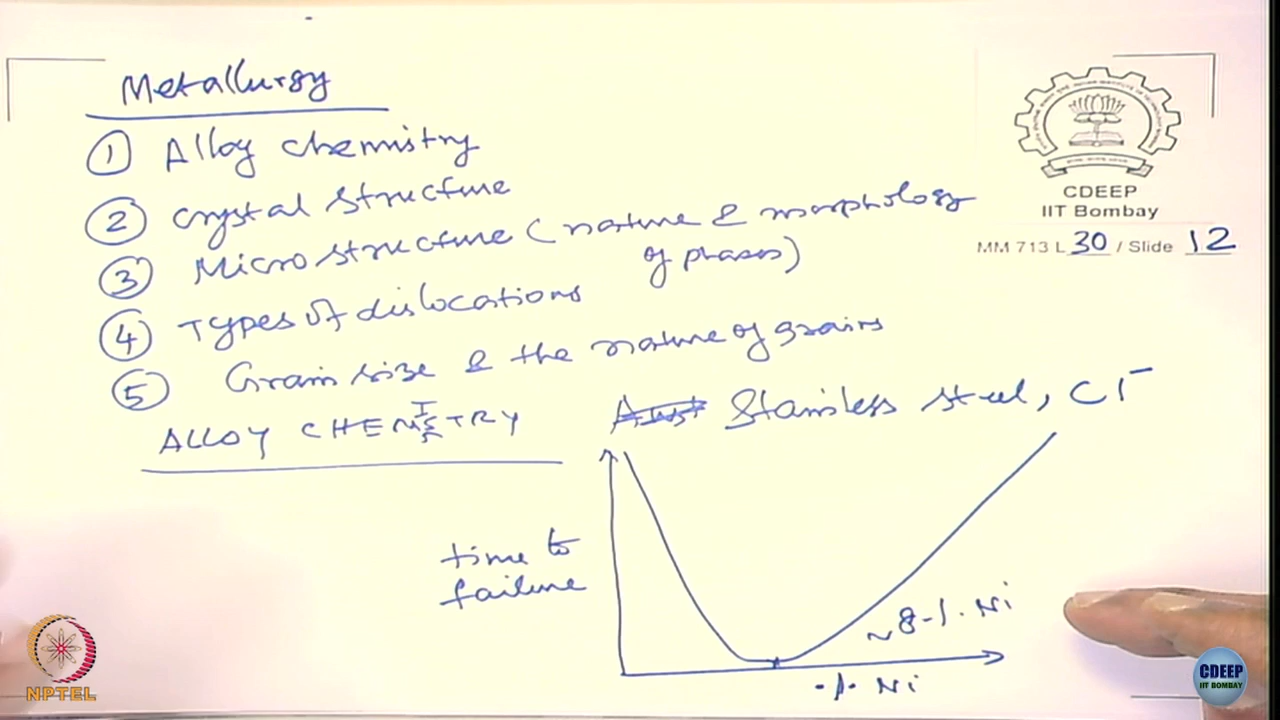 Metallurgy
① Alloy chemistry
② Crystal structure
③ Microstructure (nature & morphology of phases)
④ Types of dislocations
⑤ Grain size & the nature of grains
ALLOY CHEMISTRY
Stainless steel, Cl⁻
time to
failure
~8% Ni
% Ni
CDEEP
IIT Bombay
MM 713 L 30 / Slide 12
NPTEL
CDEEP
IIT BOMBAY